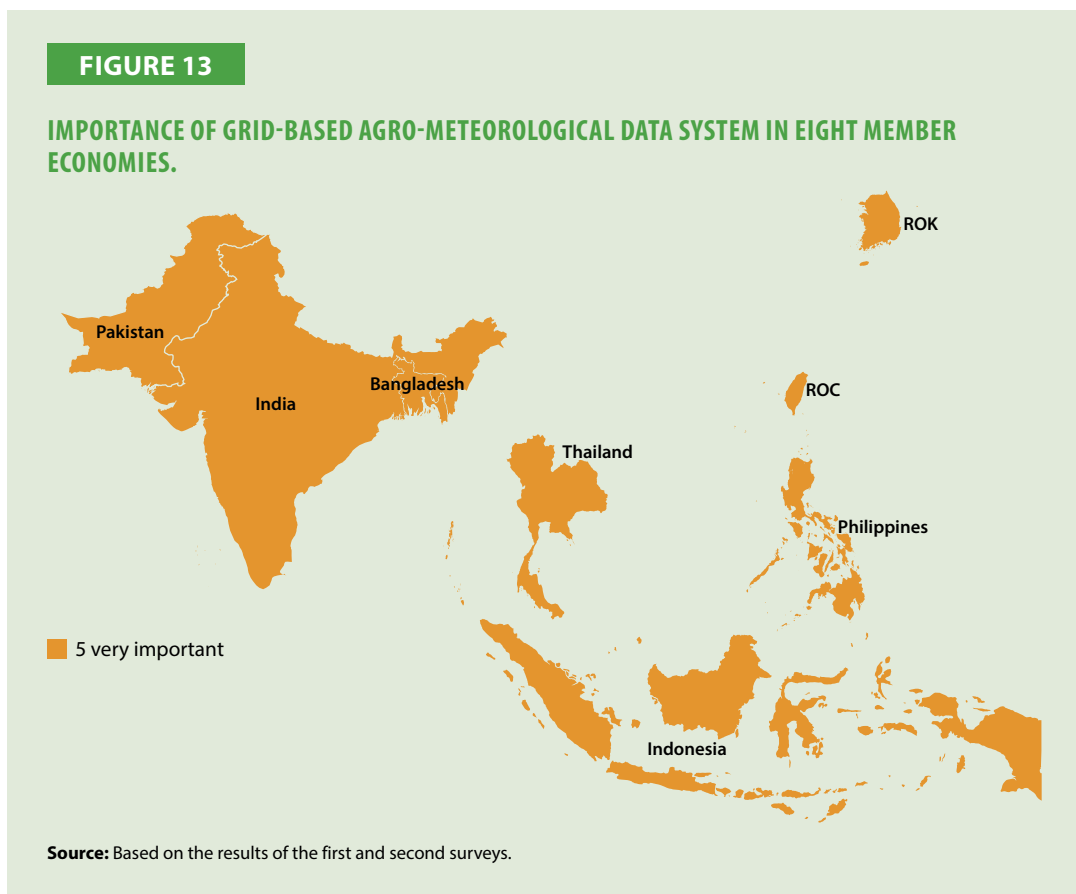 FIGURE 13
IMPORTANCE OF GRID-BASED AGRO-METEOROLOGICAL DATA SYSTEM IN EIGHT MEMBER
ECONOMIES.
ROK
Pakistan
Bangladesh
India
ROC
Thailand
Philippines
5 very important
Indonesia
Source: Based on the results of the first and second surveys.